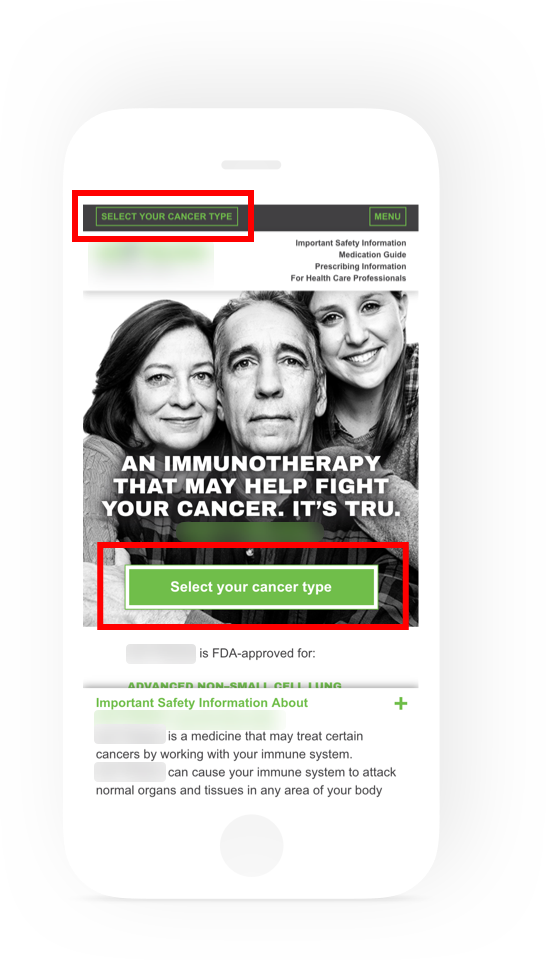 SELECT YOUR CANCER TYPE
MENU
Important Safety Information
Medication Guide
Prescribing Information
For Health Care Professionals
AN IMMUNOTHERAPY
THAT MAY HELP FIGHT
YOUR CANCER. IT'S TRU.
Select your cancer type
is FDA-approved for:
ADVANCED NON-SMALL CELL LUNG
Important Safety Information About
+
is a medicine that may treat certain
cancers by working with your immune system.
can cause your immune system to attack
normal organs and tissues in any area of your body